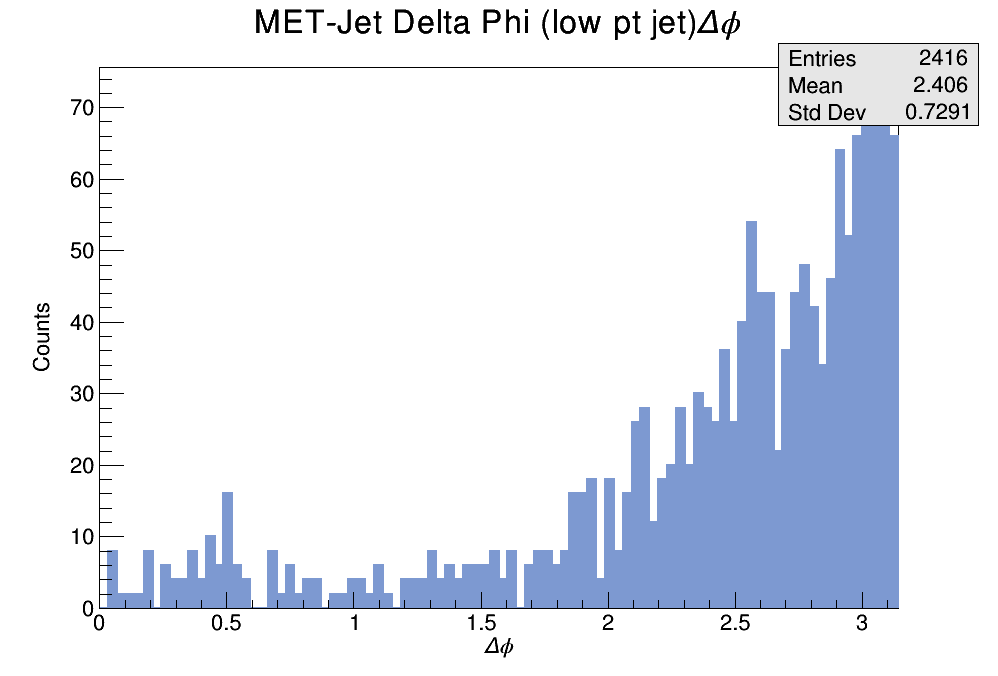 MET-Jet Delta Phi (low pt jet)Δϕ
Entries 2416
Mean 2.406
Std Dev 0.7291
70
60
50
40
30
20
10
0
Counts
0 0.5 1 1.5 2 2.5 3
Δϕ